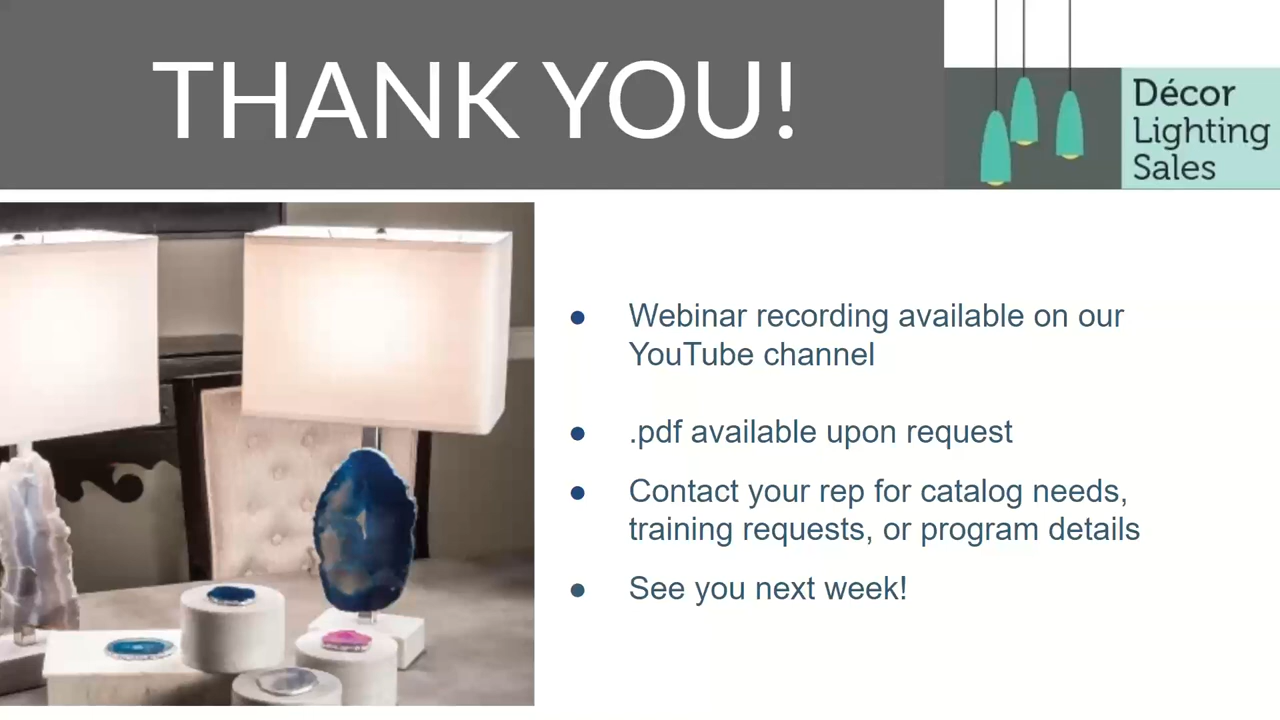 THANK YOU!
Décor
Lighting
Sales
● Webinar recording available on our
YouTube channel
● .pdf available upon request
● Contact your rep for catalog needs,
training requests, or program details
● See you next week!